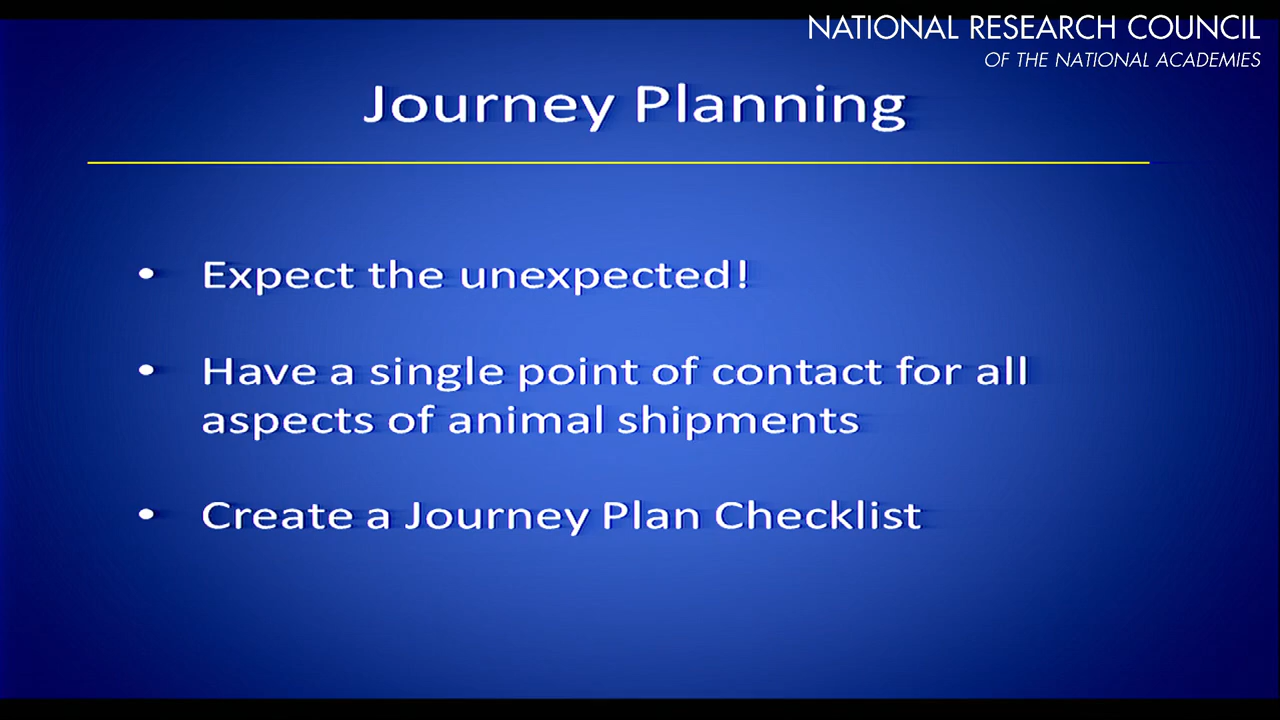 NATIONAL RESEARCH COUNCIL
OF THE NATIONAL ACADEMIES
Journey Planning
• Expect the unexpected!
• Have a single point of contact for all
aspects of animal shipments
• Create a Journey Plan Checklist